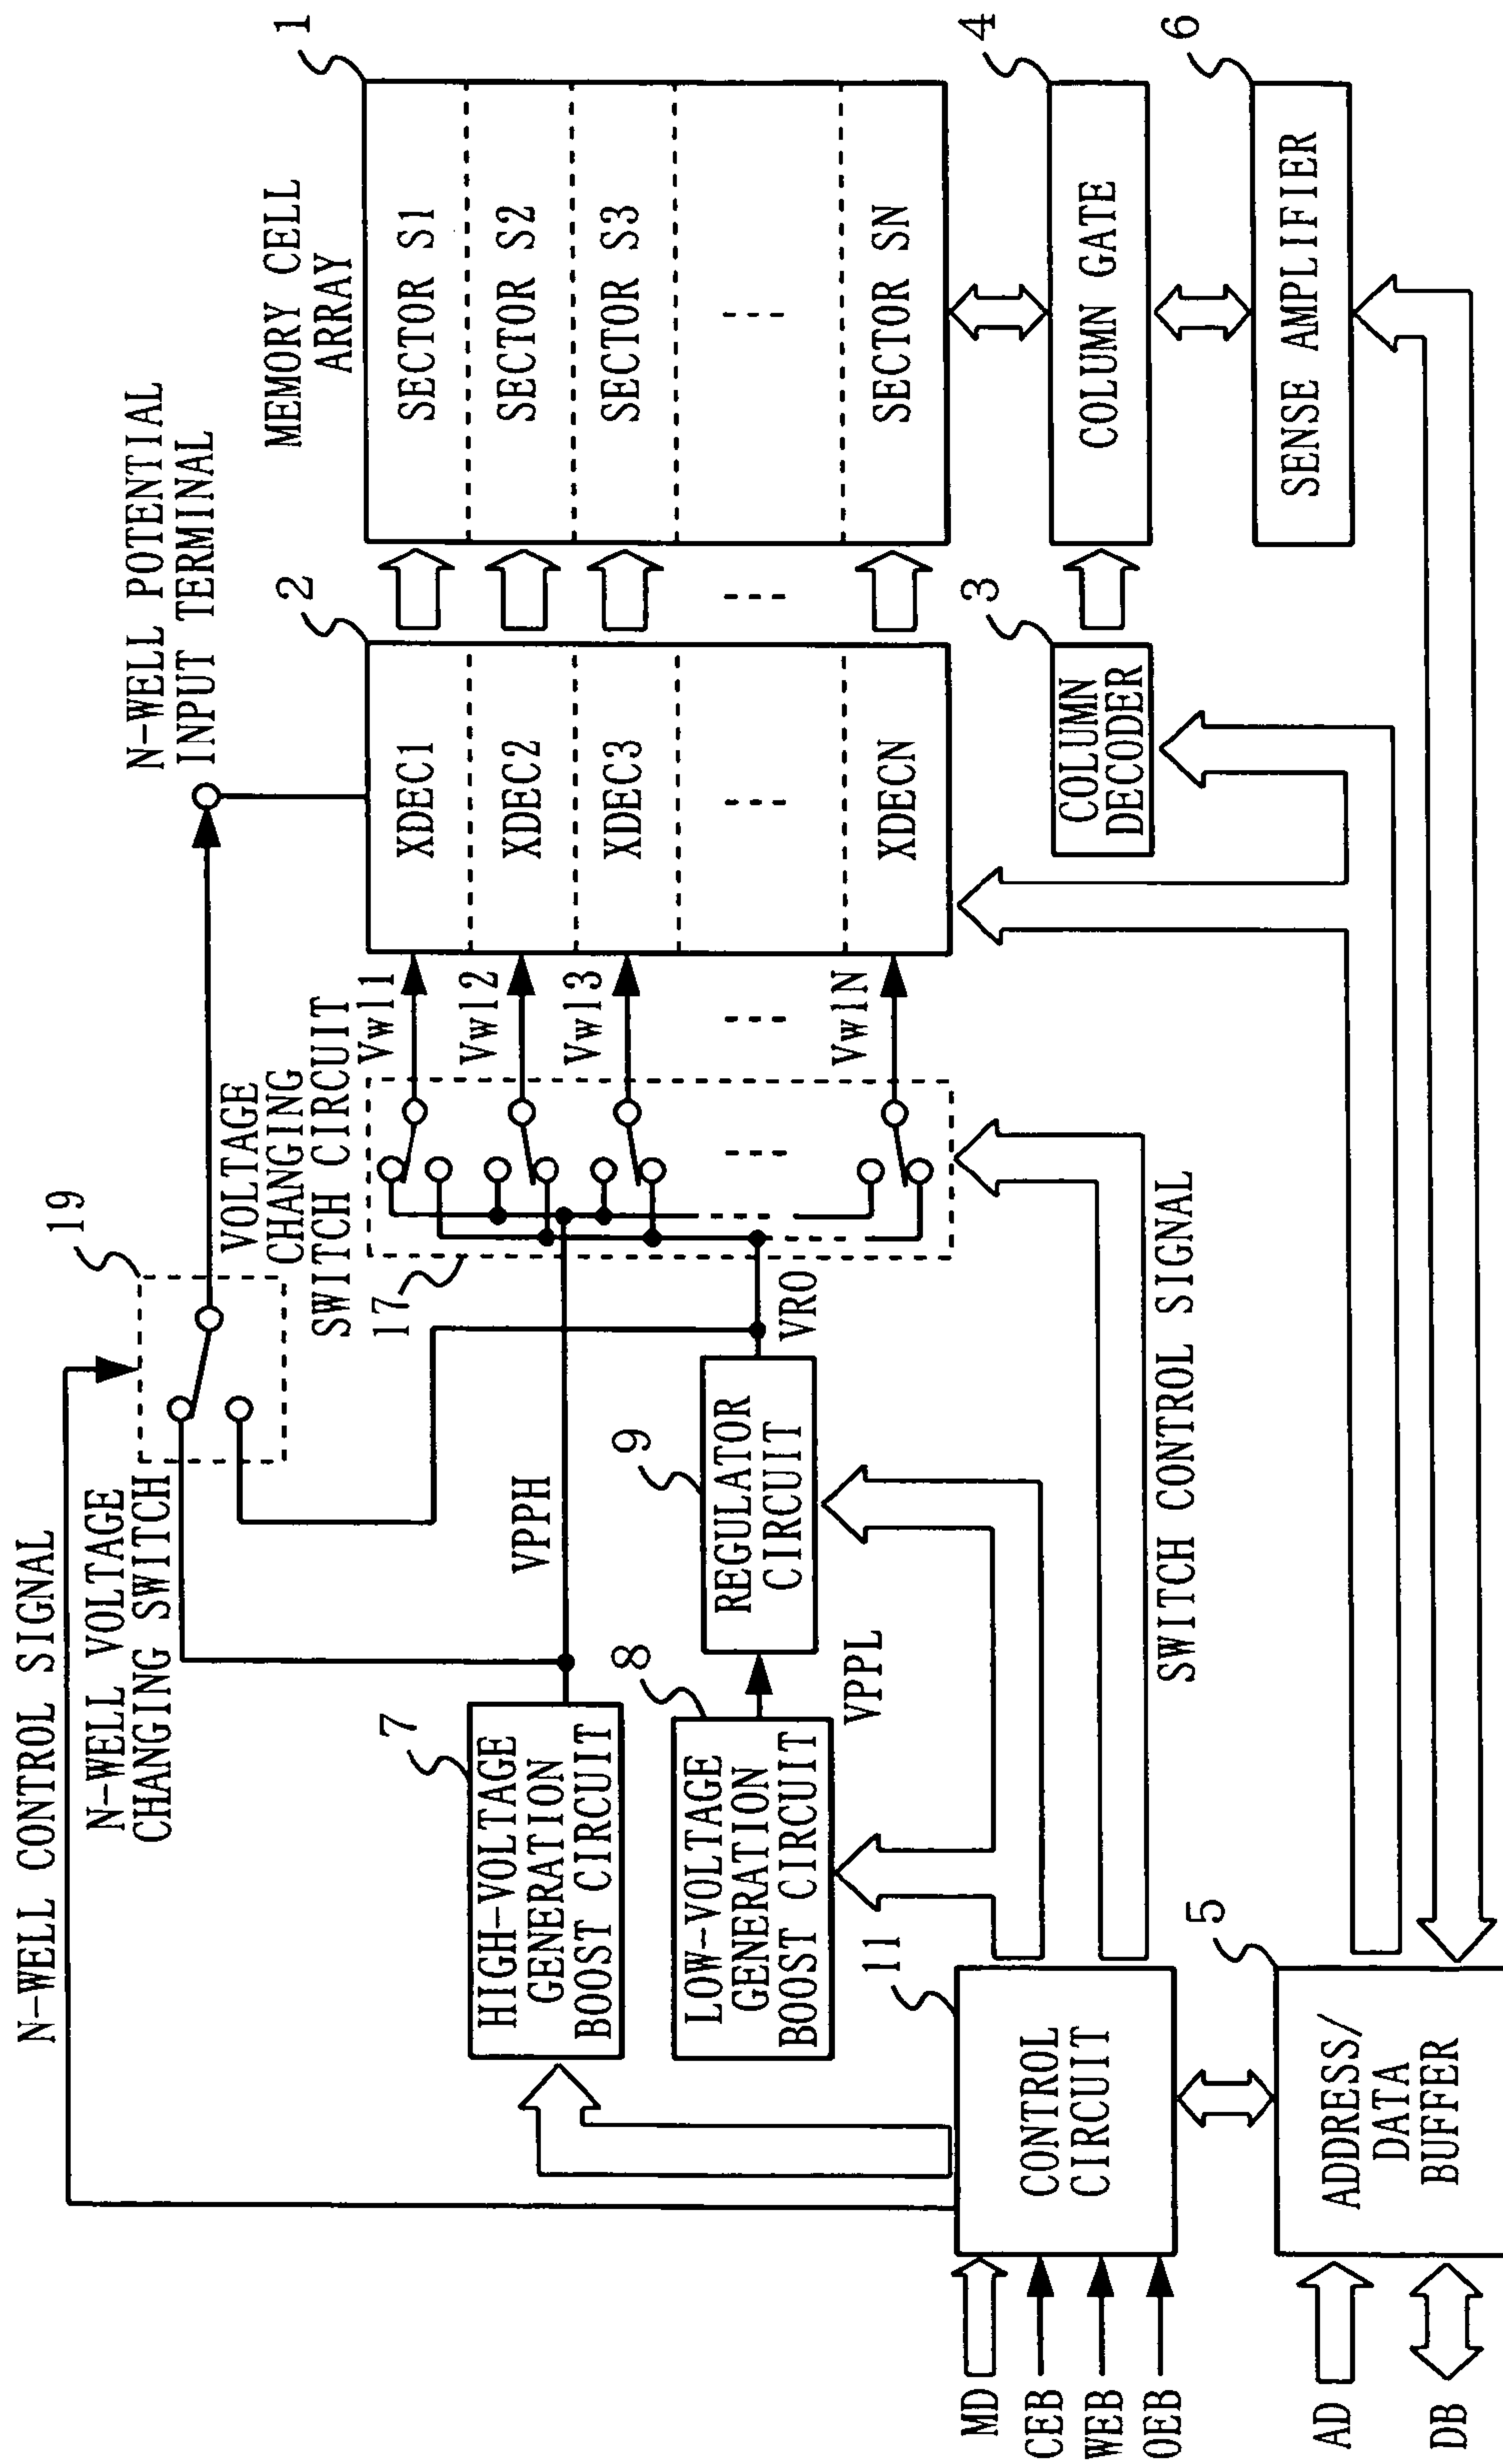 N-WELL CONTROL SIGNAL
N-WELL VOLTAGE
CHANGING SWITCH
19
N-WELL POTENTIAL
INPUT TERMINAL
VOLTAGE
CHANGING
SWITCH CIRCUIT
17
MEMORY CELL
ARRAY
1
2
7
HIGH-VOLTAGE
GENERATION
BOOST CIRCUIT
VPPH
Vwl1
Vwl2
Vwl3
VwlN
XDEC1
XDEC2
XDEC3
XDECN
SECTOR S1
SECTOR S2
SECTOR S3
SECTOR SN
8
LOW-VOLTAGE
GENERATION
BOOST CIRCUIT
VPPL
9
REGULATOR
CIRCUIT
VRO
11
CONTROL
CIRCUIT
MD
CEB
WEB
OEB
SWITCH CONTROL SIGNAL
3
COLUMN
DECODER
4
COLUMN GATE
5
ADDRESS/
DATA
BUFFER
AD
DB
6
SENSE AMPLIFIER